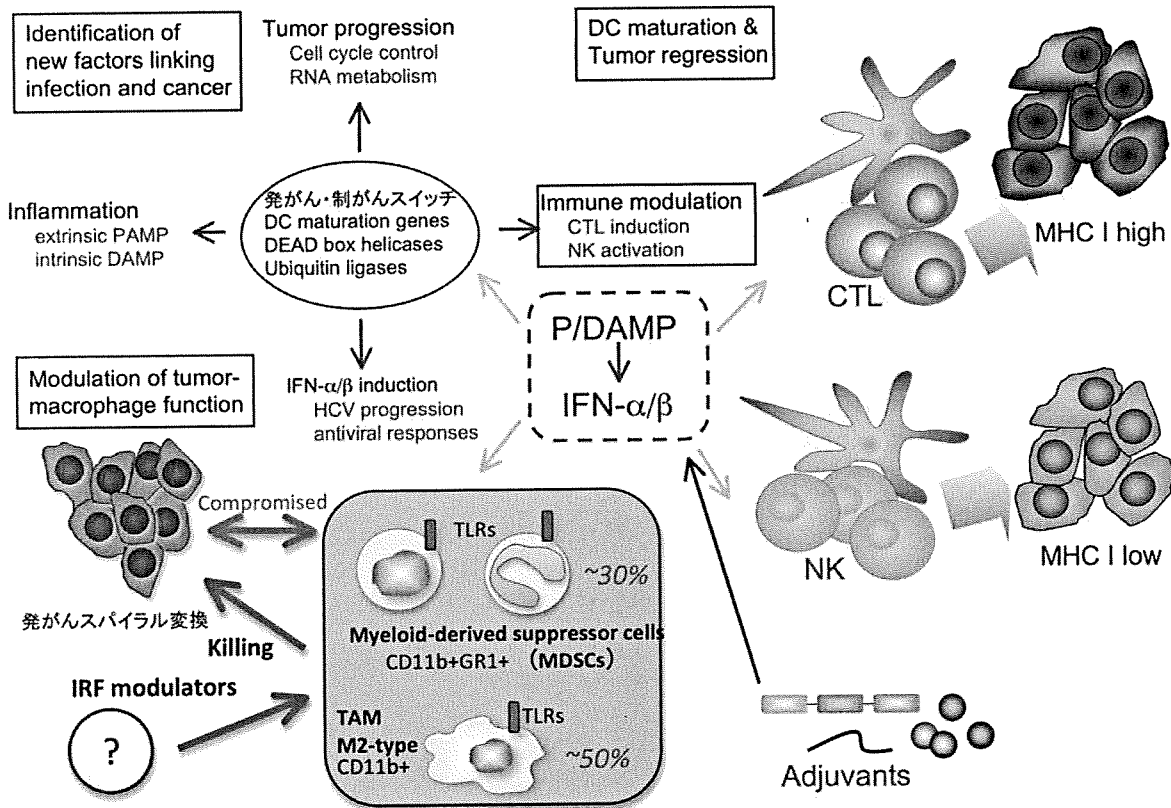 Identification of
new factors linking
infection and cancer
Tumor progression
Cell cycle control
RNA metabolism
DC maturation &
Tumor regression
発がん・制がんスイッチ
DC maturation genes
DEAD box helicases
Ubiquitin ligases
Inflammation
extrinsic PAMP
intrinsic DAMP
Immune modulation
CTL induction
NK activation
CTL
MHC I high
P/DAMP
IFN-α/β
IFN-α/β induction
HCV progression
antiviral responses
Modulation of tumor-
macrophage function
Compromised
発がんスパイラル変換
Killing
IRF modulators
?
TLRs
~30%
Myeloid-derived suppressor cells
CD11b+GR1+ （MDSCs）
TAM
M2-type
CD11b+
TLRs
~50%
NK
MHC I low
Adjuvants